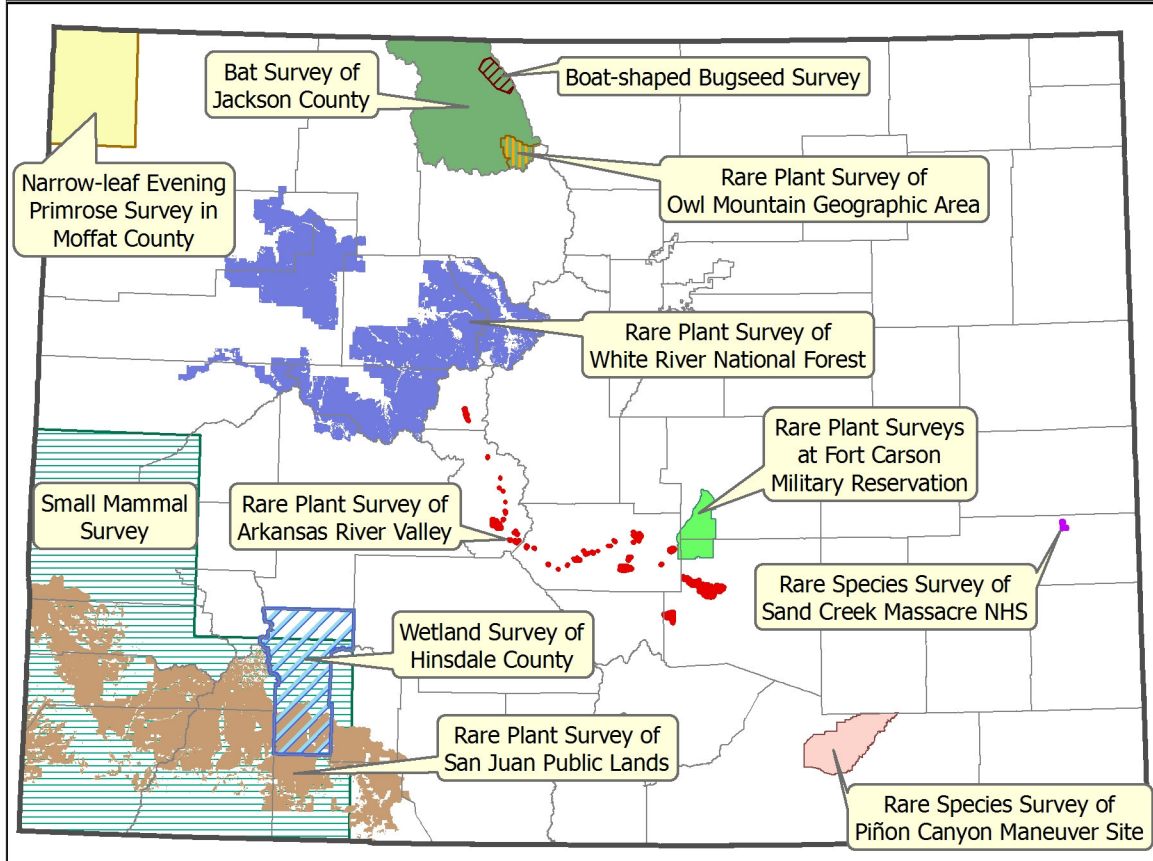 Bat Survey of
Jackson County
Boat-shaped Bugseed Survey
Narrow-leaf Evening
Primrose Survey in
Moffat County
Rare Plant Survey of
Owl Mountain Geographic Area
Rare Plant Survey of
White River National Forest
Rare Plant Surveys
at Fort Carson
Military Reservation
Small Mammal
Survey
Rare Plant Survey of
Arkansas River Valley
Rare Species Survey of
Sand Creek Massacre NHS
Wetland Survey of
Hinsdale County
Rare Plant Survey of
San Juan Public Lands
Rare Species Survey of
Piñon Canyon Maneuver Site